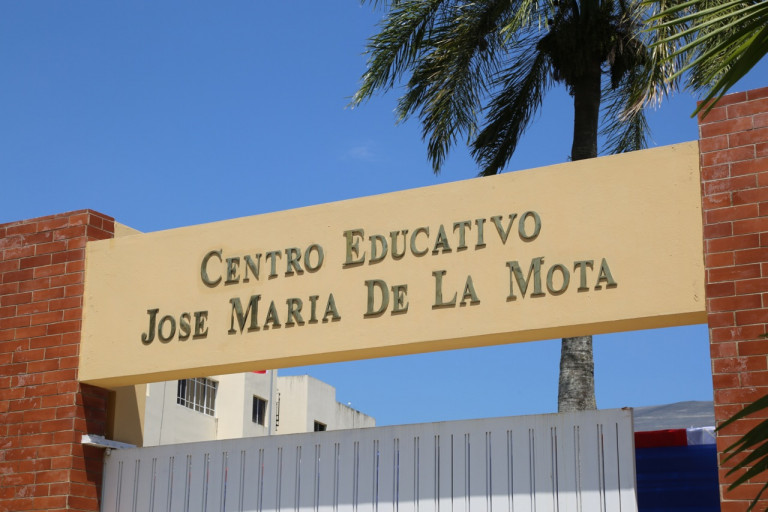 CENTRO EDUCATIVO
JOSE MARIA DE LA MOTA